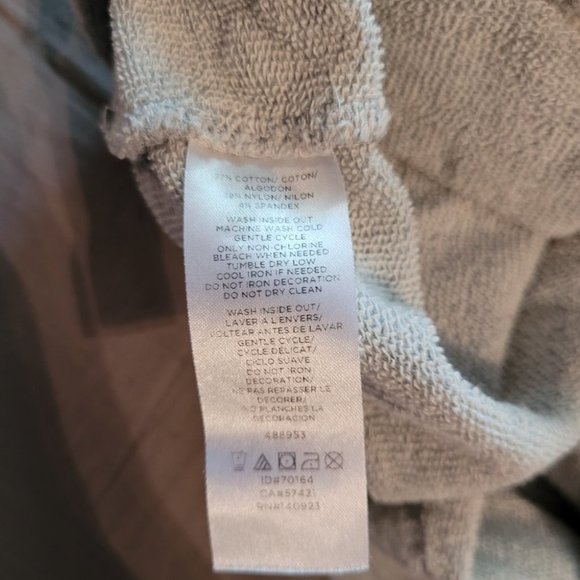 77% COTTON/ COTON/
ALGODON
19% NYLON/ NILON
4% SPANDEX
WASH INSIDE OUT
MACHINE WASH COLD
GENTLE CYCLE
ONLY NON-CHLORINE
BLEACH WHEN NEEDED
TUMBLE DRY LOW
COOL IRON IF NEEDED
DO NOT IRON DECORATION
DO NOT DRY CLEAN
WASH INSIDE OUT/
LAVER A L'ENVERS/
VOLTEAR ANTES DE LAVAR
GENTLE CYCLE/
CYCLE DELICAT/
CICLO SUAVE
DO NOT IRON
DECORATION/
NE PAS REPASSER LE
DECORER/
NO PLANCHES LA
DECORACION
488953
ID#70164
CA#57421
RN#140923